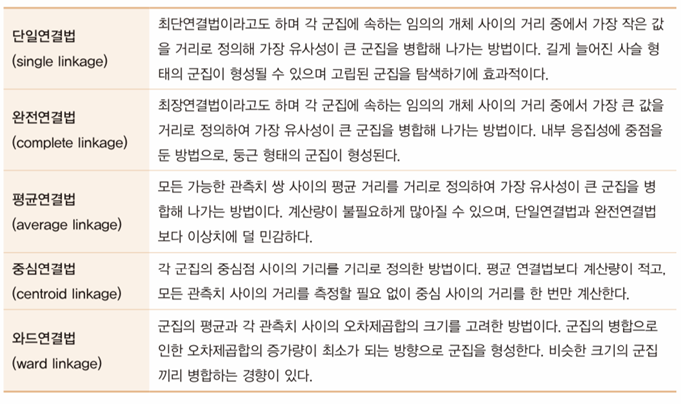 단일연결법
(single linkage)
최단연결법이라고도 하며 각 군집에 속하는 임의의 개체 사이의 거리 중에서 가장 작은 값
을 거리로 정의해 가장 유사성이 큰 군집을 병합해 나가는 방법이다. 길게 늘어진 사슬 형
태의 군집이 형성될 수 있으며 고립된 군집을 탐색하기에 효과적이다.
완전연결법
(complete linkage)
최장연결법이라고도 하며 각 군집에 속하는 임의의 개체 사이의 거리 중에서 가장 큰 값을
거리로 정의하여 가장 유사성이 큰 군집을 병합해 나가는 방법이다. 내부 응집성에 중점을
둔 방법으로, 둥근 형태의 군집이 형성된다.
평균연결법
(average linkage)
모든 가능한 관측치 쌍 사이의 평균 거리를 거리로 정의하여 가장 유사성이 큰 군집을 병
합해 나가는 방법이다. 계산량이 불필요하게 많아질 수 있으며, 단일연결법과 완전연결법
보다 이상치에 덜 민감하다.
중심연결법
(centroid linkage)
각 군집의 중심점 사이의 기리를 기리로 정의한 방법이다. 평균 연결법보다 계산량이 적고,
모든 관측치 사이의 거리를 측정할 필요 없이 중심 사이의 거리를 한 번만 계산한다.
와드연결법
(ward linkage)
군집의 평균과 각 관측치 사이의 오차제곱합의 크기를 고려한 방법이다. 군집의 병합으로
인한 오차제곱합의 증가량이 최소가 되는 방향으로 군집을 형성한다. 비슷한 크기의 군집
끼리 병합하는 경향이 있다.